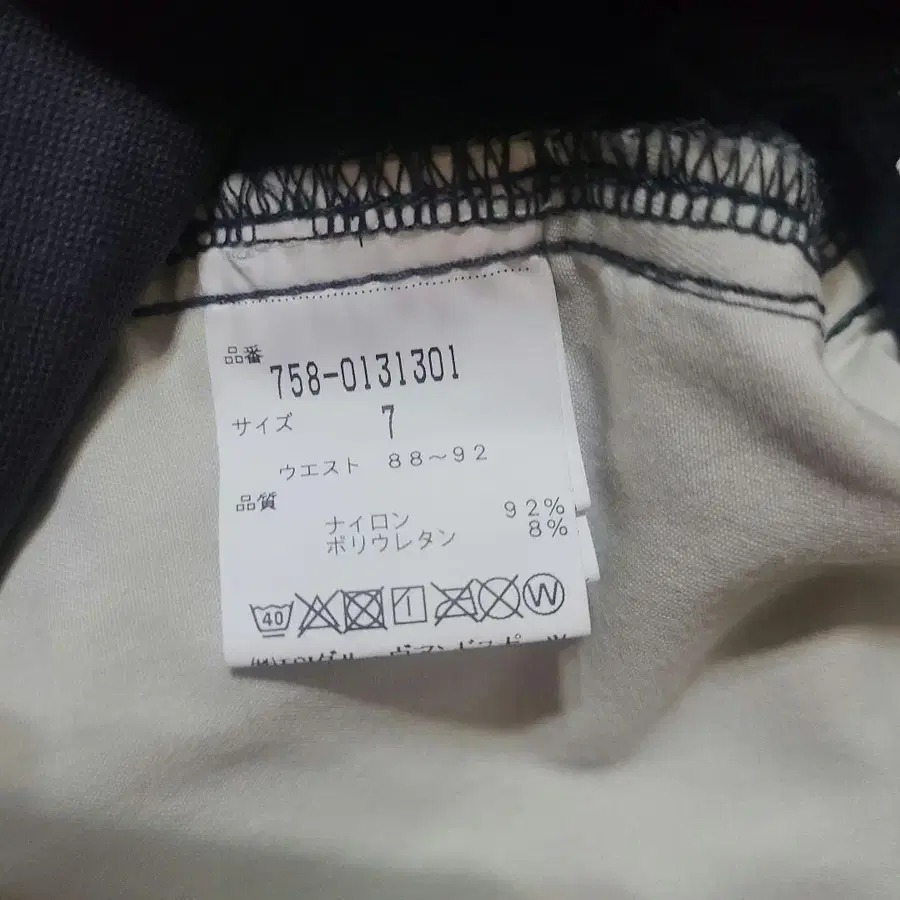 品番
758-0131301
サイズ 7
ウエスト 88~92
品質
ナイロン 92%
ポリウレタン 8%
40 W